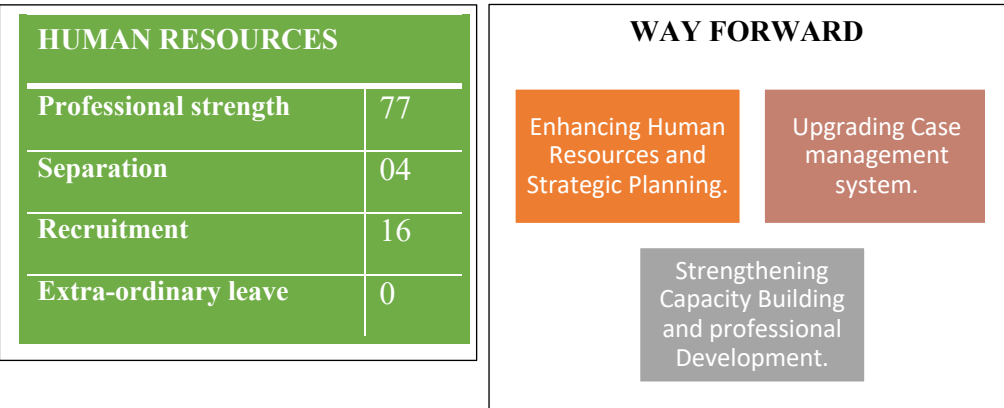 HUMAN RESOURCES
Professional strength 77
Separation 04
Recruitment 16
Extra-ordinary leave 0
WAY FORWARD
Enhancing Human
Resources and
Strategic Planning.
Upgrading Case
management
system.
Strengthening
Capacity Building
and professional
Development.